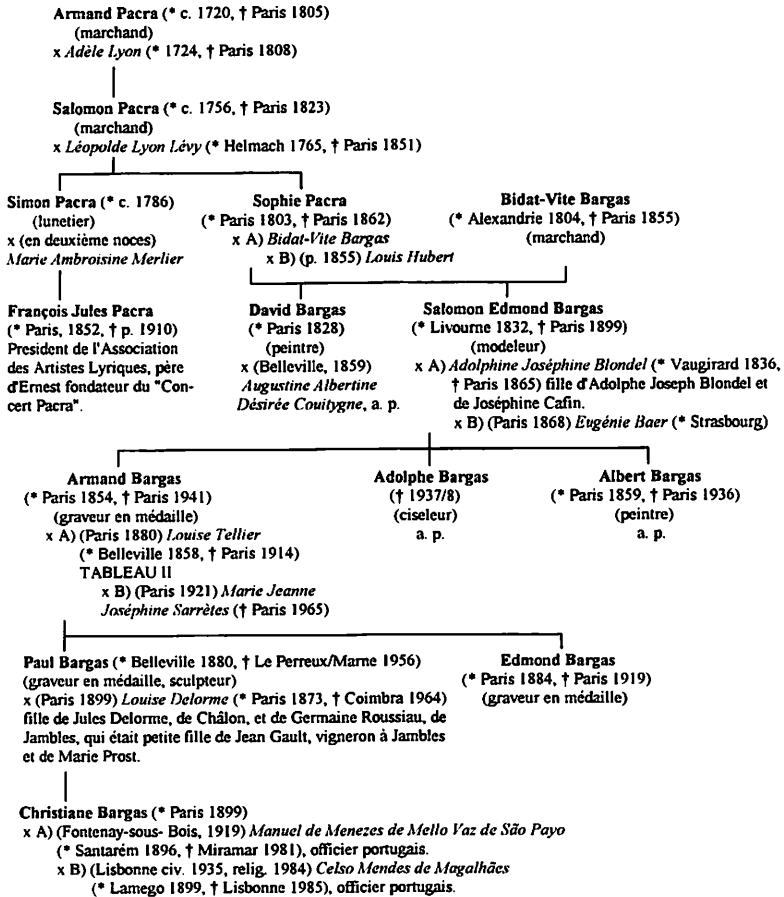 Armand Pacra (* c. 1720, † Paris 1805)
(marchand)
x Adèle Lyon (* 1724, † Paris 1808)
Salomon Pacra (* c. 1756, † Paris 1823)
(marchand)
x Léopolde Lyon Lévy (* Helmach 1765, † Paris 1851)
Simon Pacra (* c. 1786)
(lunetier)
x (en deuxième noces)
Marie Ambroisine Merlier
Sophie Pacra
(* Paris 1803, † Paris 1862)
x A) Bidat-Vite Bargas
x B) (p. 1855) Louis Hubert
Bidat-Vite Bargas
(* Alexandrie 1804, † Paris 1855)
(marchand)
François Jules Pacra
(* Paris, 1852, † p. 1910)
President de l'Association
des Artistes Lyriques, père
d'Ernest fondateur du "Con-
cert Pacra".
David Bargas
(* Paris 1828)
(peintre)
x (Belleville, 1859)
Augustine Albertine
Désirée Couitygne, a. p.
Salomon Edmond Bargas
(* Livourne 1832, † Paris 1899)
(modeleur)
x A) Adolphine Joséphine Blondel (* Vaugirard 1836,
† Paris 1865) fille d'Adolphe Joseph Blondel et
de Joséphine Cafin.
x B) (Paris 1868) Eugénie Baer (* Strasbourg)
Armand Bargas
(* Paris 1854, † Paris 1941)
(graveur en médaille)
x A) (Paris 1880) Louise Tellier
(* Belleville 1858, † Paris 1914)
TABLEAU II
x B) (Paris 1921) Marie Jeanne
Joséphine Sarrètes († Paris 1965)
Adolphe Bargas
(† 1937/8)
(ciseleur)
a. p.
Albert Bargas
(* Paris 1859, † Paris 1936)
(peintre)
a. p.
Paul Bargas (* Belleville 1880, † Le Perreux/Marne 1956)
(graveur en médaille, sculpteur)
x (Paris 1899) Louise Delorme (* Paris 1873, † Coimbra 1964)
fille de Jules Delorme, de Châlon, et de Germaine Roussiau, de
Jambles, qui était petite fille de Jean Gault, vigneron à Jambles
et de Marie Prost.
Edmond Bargas
(* Paris 1884, † Paris 1919)
(graveur en médaille)
Christiane Bargas (* Paris 1899)
x A) (Fontenay-sous- Bois, 1919) Manuel de Menezes de Mello Vaz de São Payo
(* Santarém 1896, † Miramar 1981), officier portugais.
x B) (Lisbonne civ. 1935, relig. 1984) Celso Mendes de Magalhães
(* Lamego 1899, † Lisbonne 1985), officier portugais.